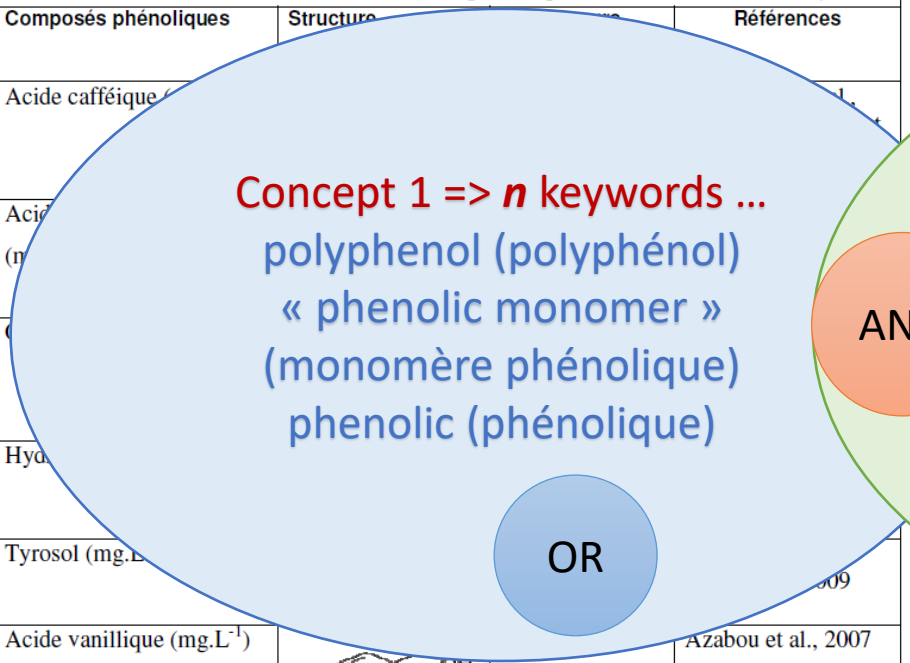 Composés phénoliques Structure Références
Acide cafféique
Concept 1 => n keywords ...
polyphenol (polyphénol)
« phenolic monomer »
(monomère phénolique)
phenolic (phénolique)
OR
Tyrosol (mg.L
Acide vanillique (mg.L⁻¹) Azabou et al., 2007